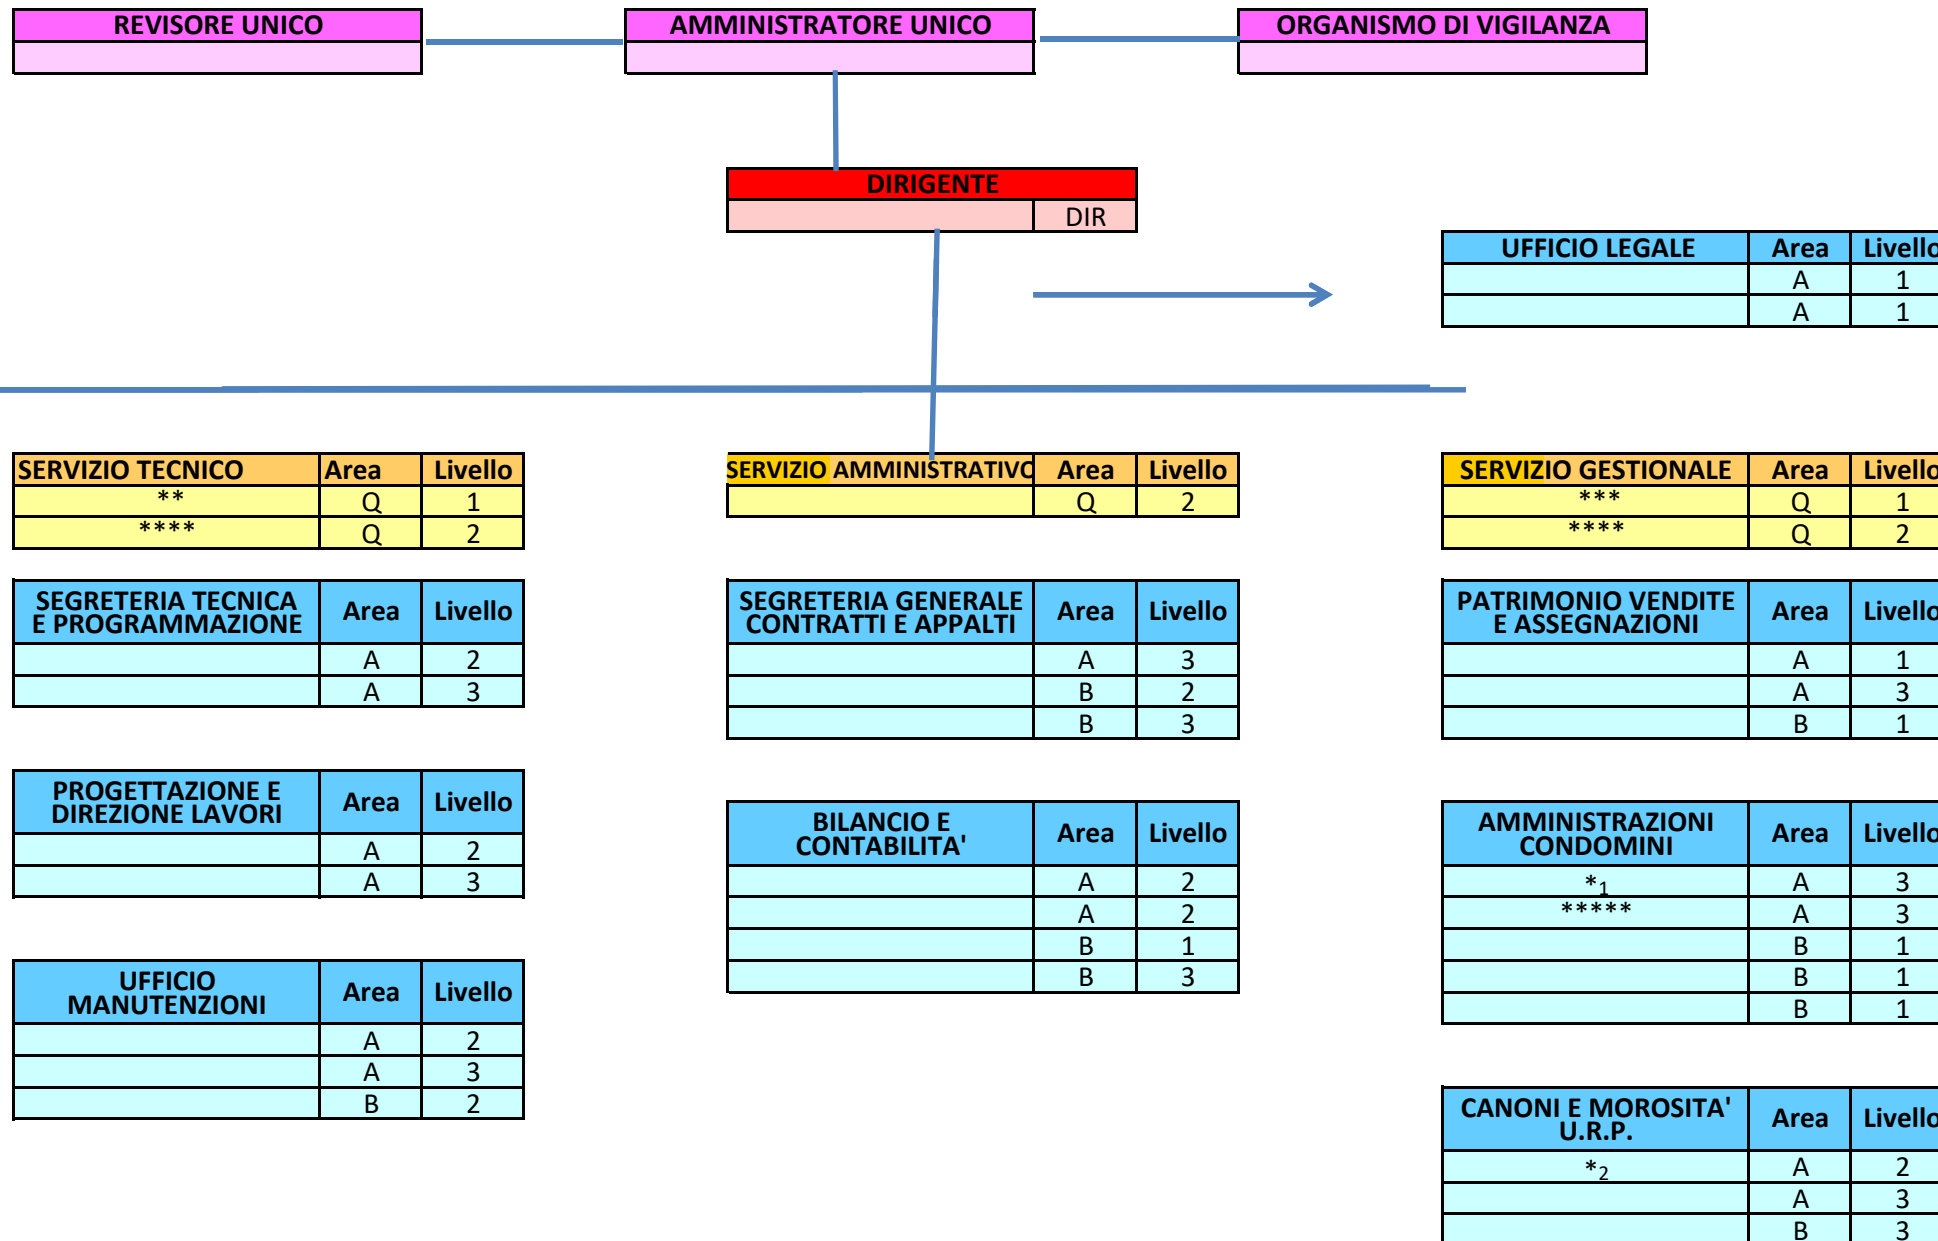 REVISORE UNICO
AMMINISTRATORE UNICO
ORGANISMO DI VIGILANZA
DIRIGENTE
DIR
UFFICIO LEGALE Area Livello
A 1
A 1
SERVIZIO TECNICO Area Livello
** Q 1
**** Q 2
SEGRETERIA TECNICA
E PROGRAMMAZIONE Area Livello
A 2
A 3
PROGETTAZIONE E
DIREZIONE LAVORI Area Livello
A 2
A 3
UFFICIO
MANUTENZIONI Area Livello
A 2
A 3
B 2
SERVIZIO AMMINISTRATIVO Area Livello
Q 2
SEGRETERIA GENERALE
CONTRATTI E APPALTI Area Livello
A 3
B 2
B 3
BILANCIO E
CONTABILITA' Area Livello
A 2
A 2
B 1
B 3
SERVIZIO GESTIONALE Area Livello
*** Q 1
**** Q 2
PATRIMONIO VENDITE
E ASSEGNAZIONI Area Livello
A 1
A 3
B 1
AMMINISTRAZIONI
CONDOMINI Area Livello
*1 A 3
***** A 3
B 1
B 1
B 1
CANONI E MOROSITA'
U.R.P. Area Livello
*2 A 2
A 3
B 3